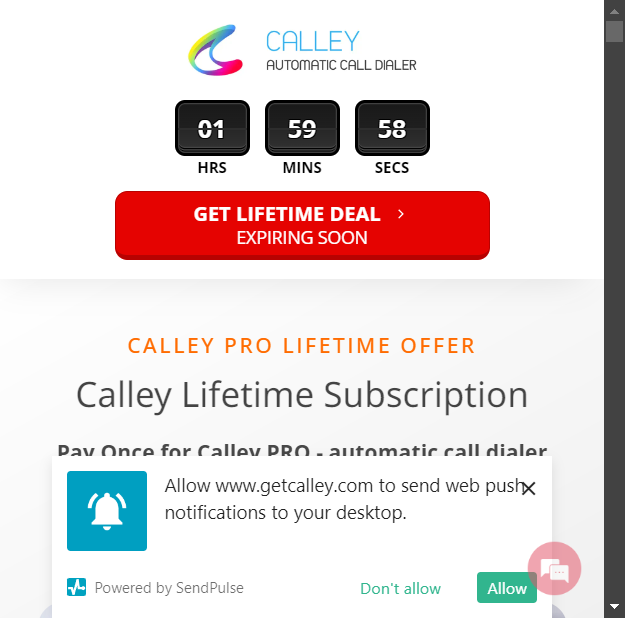 CALLEY
AUTOMATIC CALL DIALER
01 59 58
HRS MINS SECS
GET LIFETIME DEAL
EXPIRING SOON
CALLEY PRO LIFETIME OFFER
Calley Lifetime Subscription
Pay Once for Calley PRO - automatic call dialer
Allow www.getcalley.com to send web push
notifications to your desktop.
Powered by SendPulse Don't allow Allow